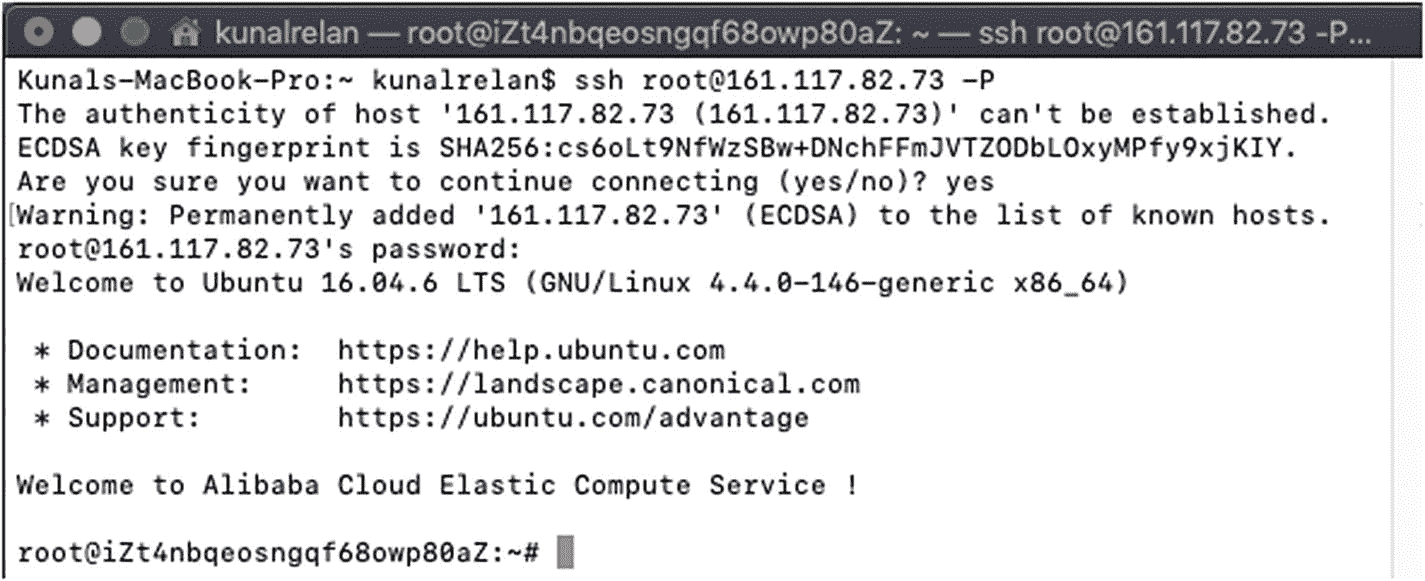 kunalrelan — root@iZt4nbqeosngqf68owp80aZ: ~ — ssh root@161.117.82.73 -P...
Kunals-MacBook-Pro:~ kunalrelan$ ssh root@161.117.82.73 -P
The authenticity of host '161.117.82.73 (161.117.82.73)' can't be established.
ECDSA key fingerprint is SHA256:cs6oLt9NfWzSBw+DNchFFmJVTZODbLOxyMPfy9xjKIY.
Are you sure you want to continue connecting (yes/no)? yes
[Warning: Permanently added '161.117.82.73' (ECDSA) to the list of known hosts.
root@161.117.82.73's password:
Welcome to Ubuntu 16.04.6 LTS (GNU/Linux 4.4.0-146-generic x86_64)
* Documentation: https://help.ubuntu.com
* Management: https://landscape.canonical.com
* Support: https://ubuntu.com/advantage
Welcome to Alibaba Cloud Elastic Compute Service !
root@iZt4nbqeosngqf68owp80aZ:~#